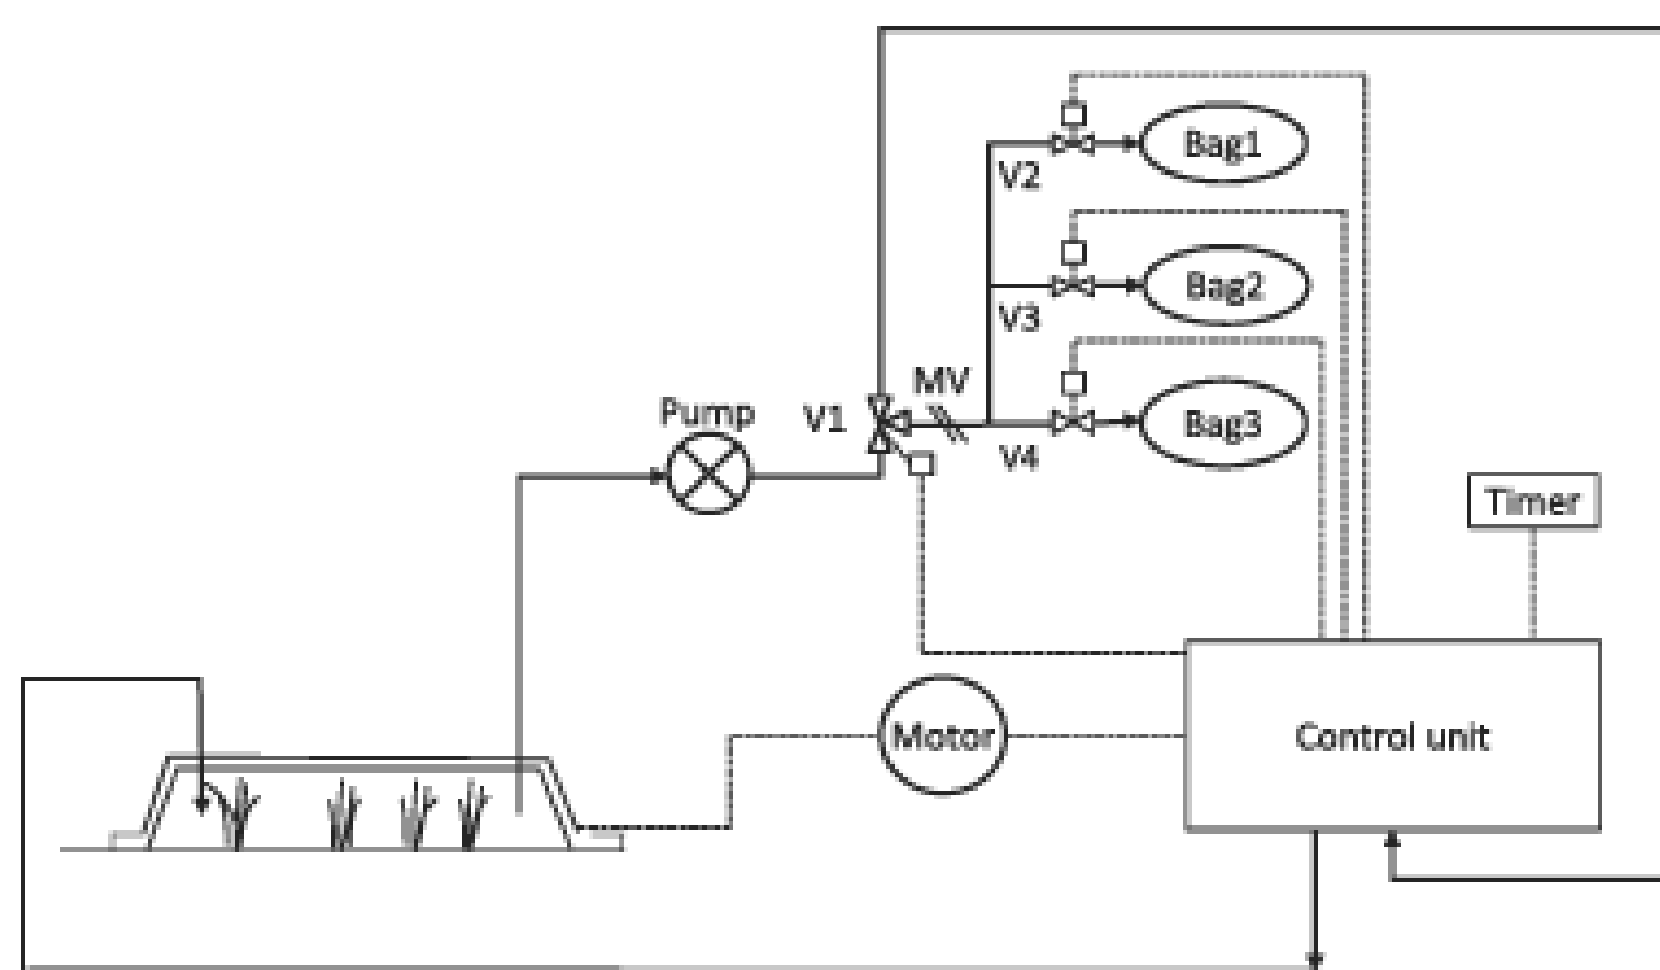 Bag1
V2
Bag2
V3
MV
Pump
V1
Bag3
V4
Timer
Motor
Control unit